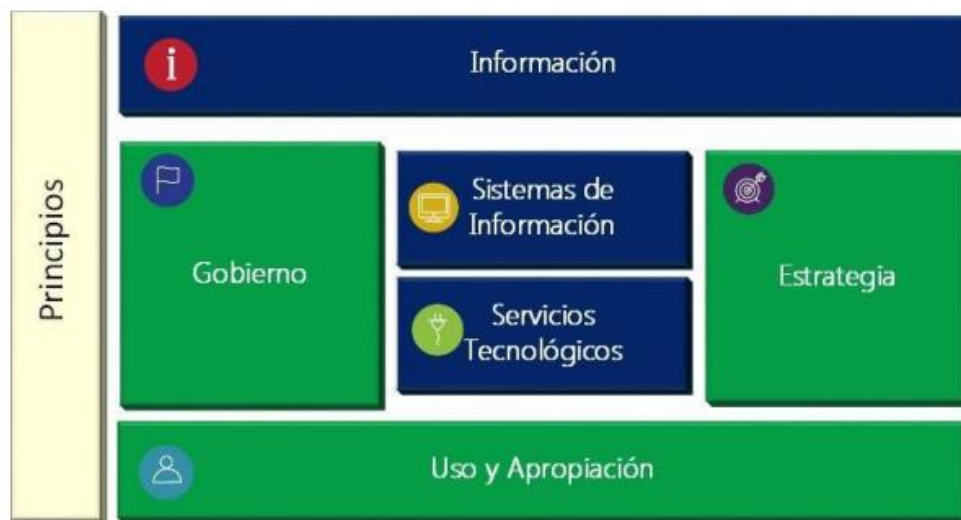 Principios
i
Información
Gobierno
Sistemas de
Información
Servicios
Tecnológicos
Estrategia
Uso y Apropiación